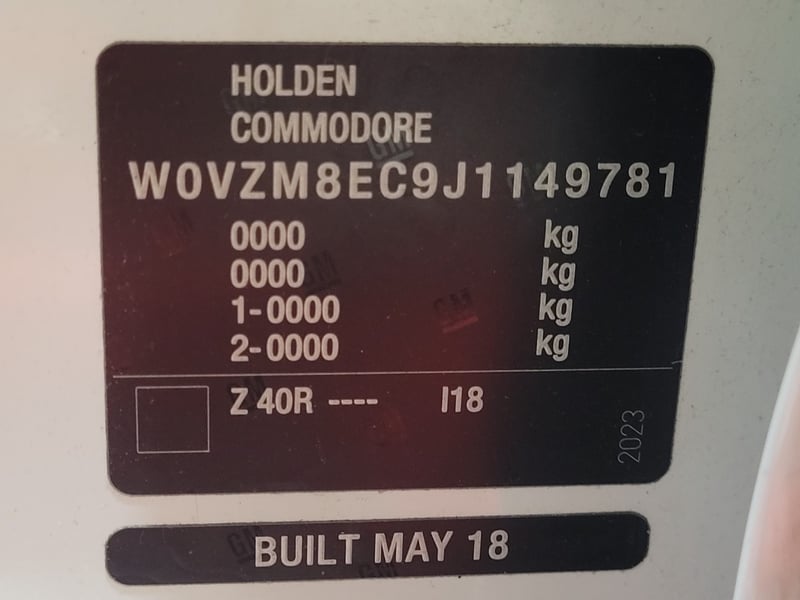 HOLDEN
COMMODORE
W0VZM8EC9J1149781
0000 kg
0000 kg
1-0000 kg
2-0000 kg
Z 40R ---- I18
2023
BUILT MAY 18